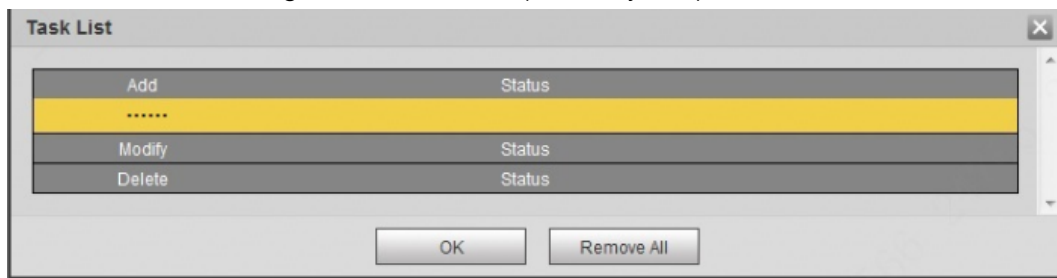 Task List
Add Status
••••••
Modify Status
Delete Status
OK Remove All